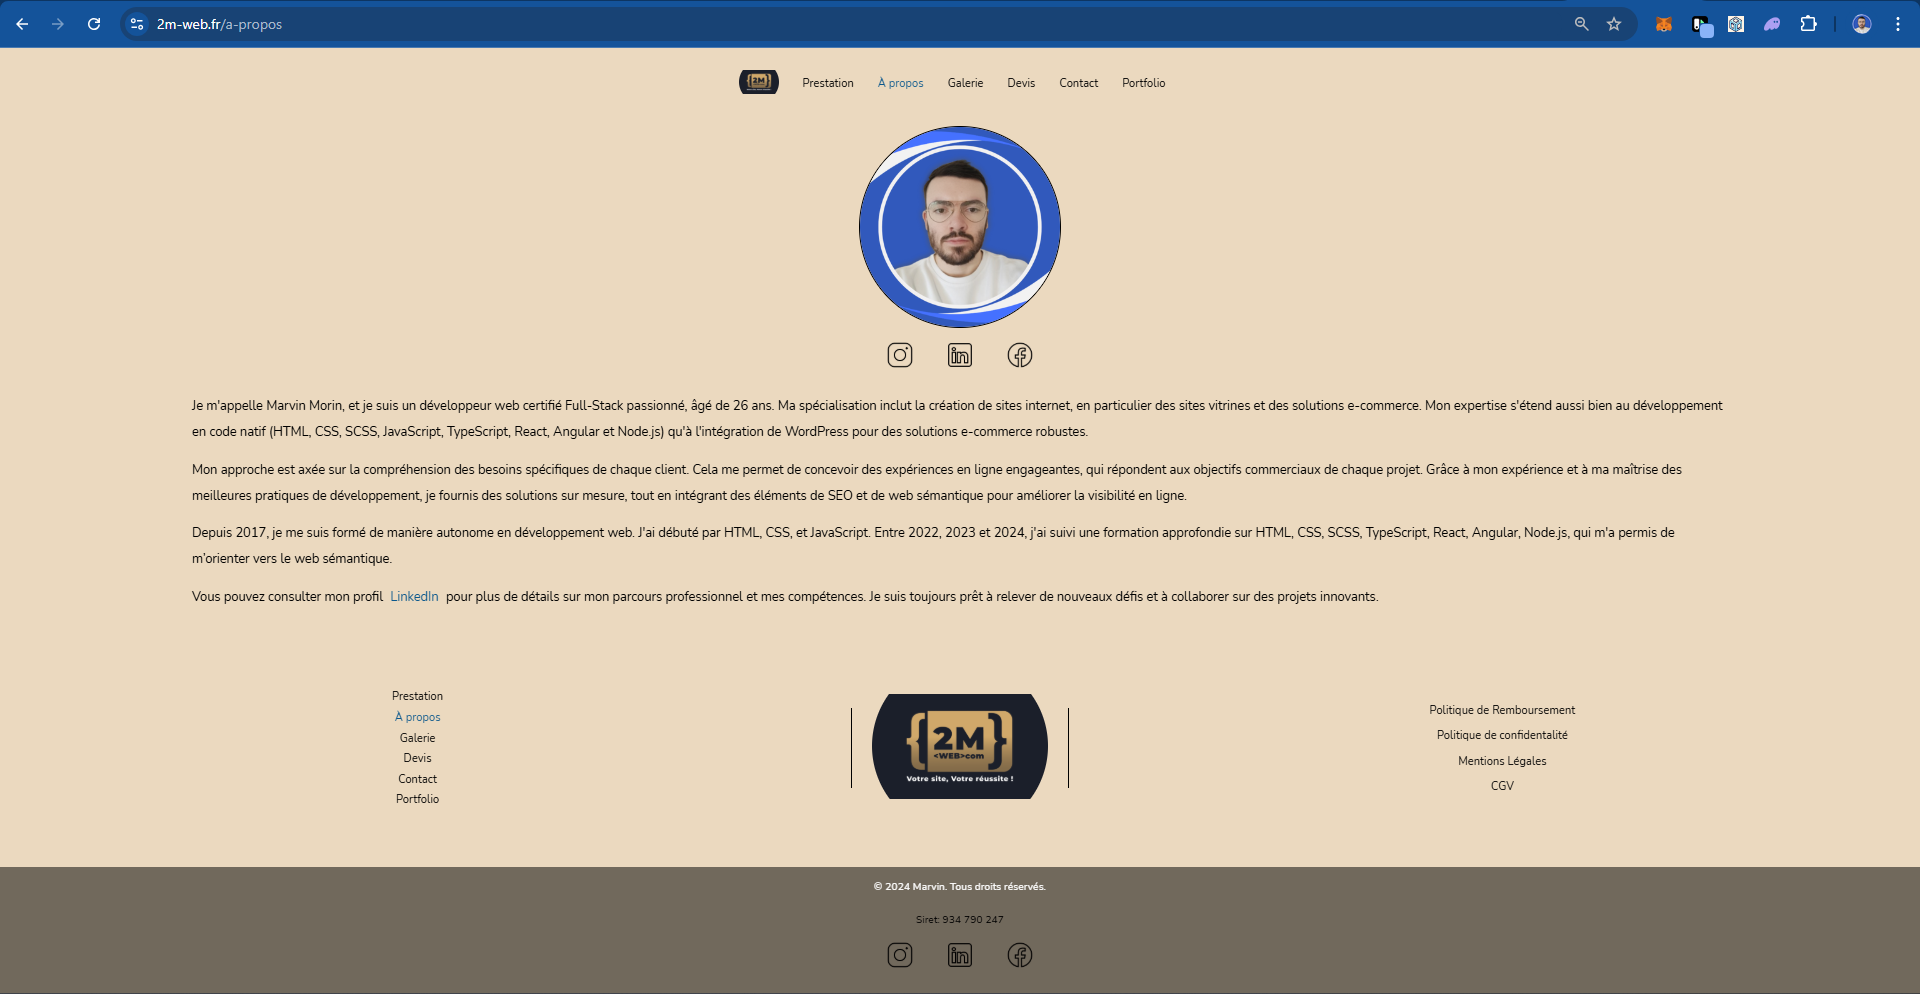 2m-web.fr/a-propos
2M
Prestation À propos Galerie Devis Contact Portfolio
Je m'appelle Marvin Morin, et je suis un développeur web certifié Full-Stack passionné, âgé de 26 ans. Ma spécialisation inclut la création de sites internet, en particulier des sites vitrines et des solutions e-commerce. Mon expertise s'étend aussi bien au développement
en code natif (HTML, CSS, SCSS, JavaScript, TypeScript, React, Angular et Node.js) qu'à l'intégration de WordPress pour des solutions e-commerce robustes.
Mon approche est axée sur la compréhension des besoins spécifiques de chaque client. Cela me permet de concevoir des expériences en ligne engageantes, qui répondent aux objectifs commerciaux de chaque projet. Grâce à mon expérience et à ma maîtrise des
meilleures pratiques de développement, je fournis des solutions sur mesure, tout en intégrant des éléments de SEO et de web sémantique pour améliorer la visibilité en ligne.
Depuis 2017, je me suis formé de manière autonome en développement web. J'ai débuté par HTML, CSS, et JavaScript. Entre 2022, 2023 et 2024, j'ai suivi une formation approfondie sur HTML, CSS, SCSS, TypeScript, React, Angular, Node.js, qui m'a permis de
m’orienter vers le web sémantique.
Vous pouvez consulter mon profil LinkedIn pour plus de détails sur mon parcours professionnel et mes compétences. Je suis toujours prêt à relever de nouveaux défis et à collaborer sur des projets innovants.
Prestation
À propos
Galerie
Devis
Contact
Portfolio
{2M}
<WEB>com
Votre site, Votre réussite !
Politique de Remboursement
Politique de confidentalité
Mentions Légales
CGV
© 2024 Marvin. Tous droits réservés.
Siret: 934 790 247